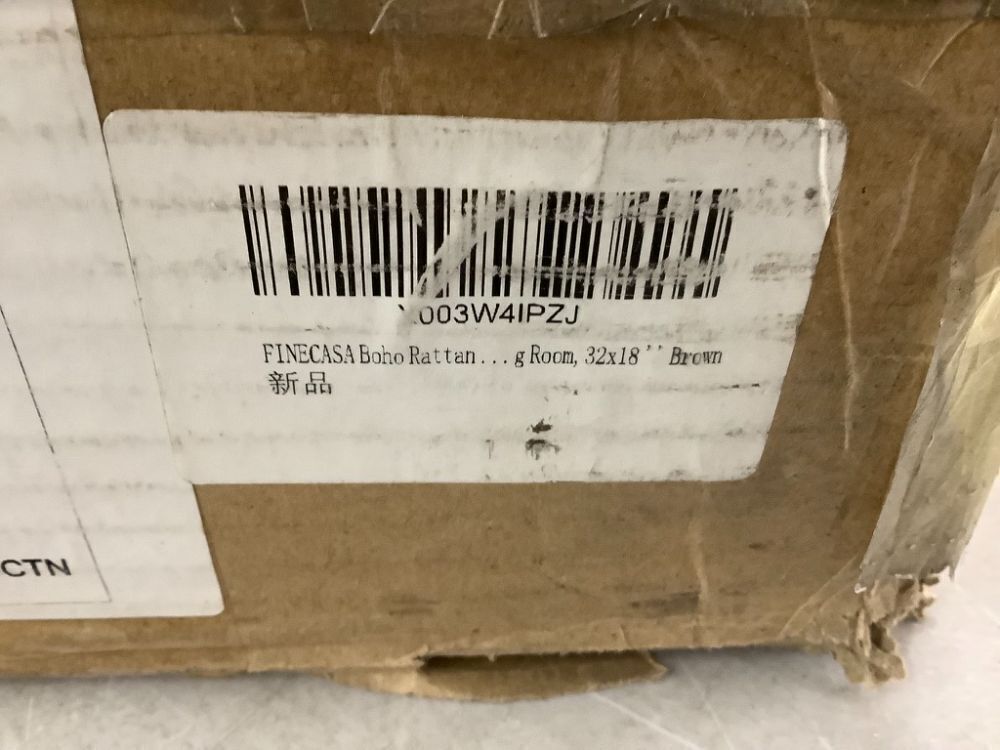 003W4IPZJ
FINECASA Boho Rattan...g Room, 32x18'' Brown
新品
CTN